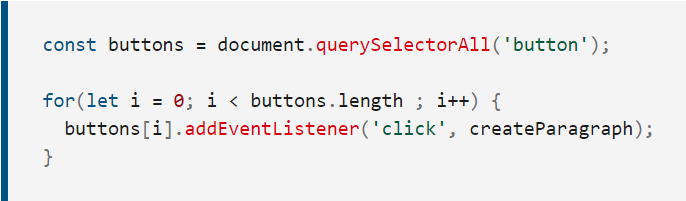 const buttons = document.querySelectorAll('button');
for(let i = 0; i < buttons.length ; i++) {
  buttons[i].addEventListener('click', createParagraph);
}